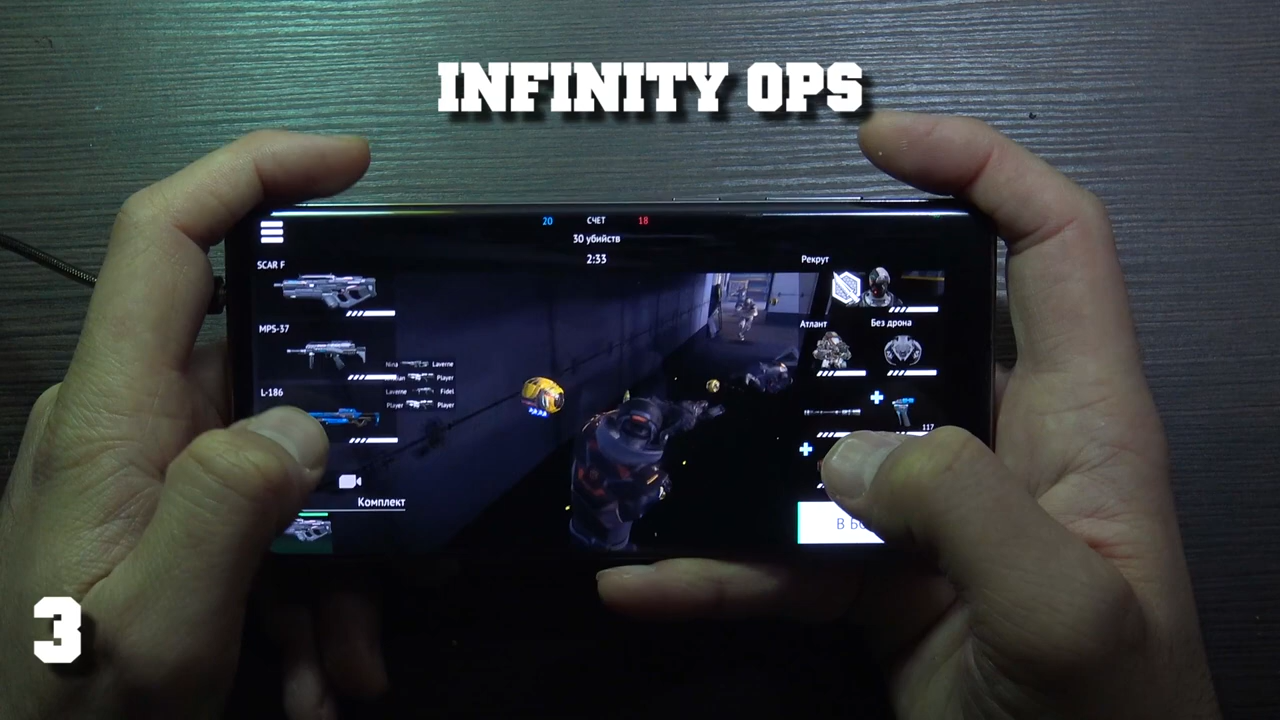 INFINITY OPS
20 СЧЕТ 18
30 убийств
2:33
SCAR F
Рекрут
MPS-37
Атлант
Без дрона
Nina Laverne
Player
Laverne Fidel
Player Player
L-186
117
Комплект
В
3